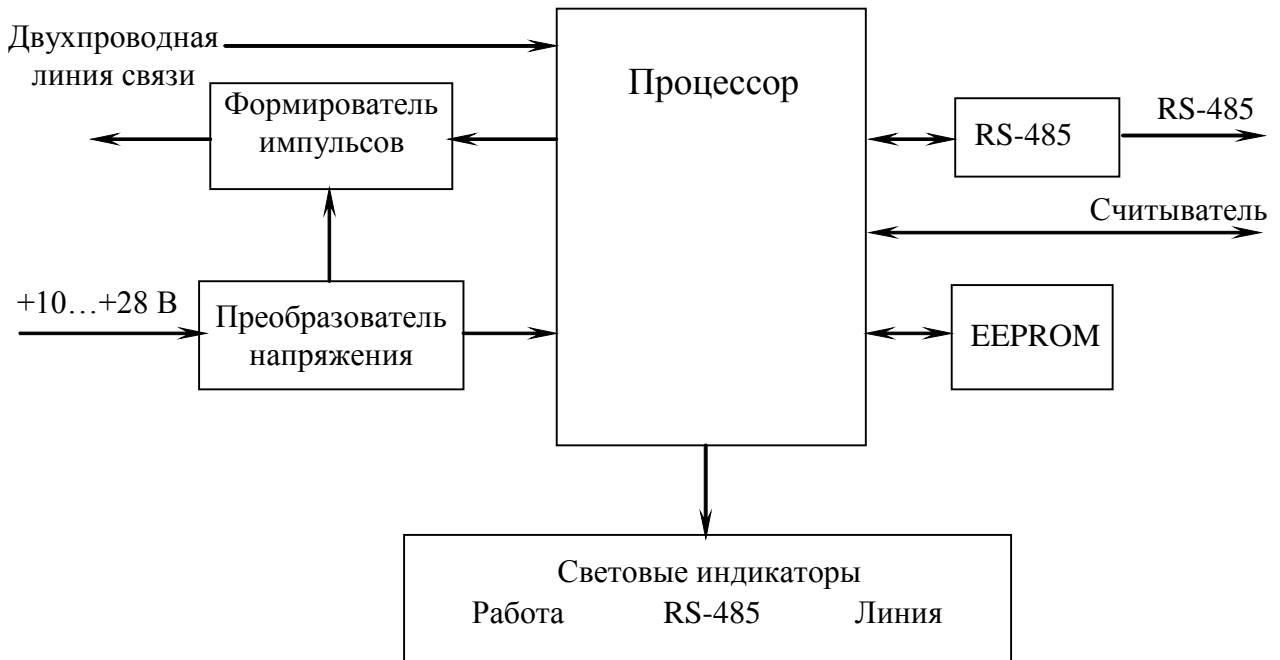 Двухпроводная
линия связи
Процессор
Формирователь
импульсов
RS-485
RS-485
Считыватель
+10…+28 В
Преобразователь
напряжения
EEPROM
Световые индикаторы
Работа RS-485 Линия